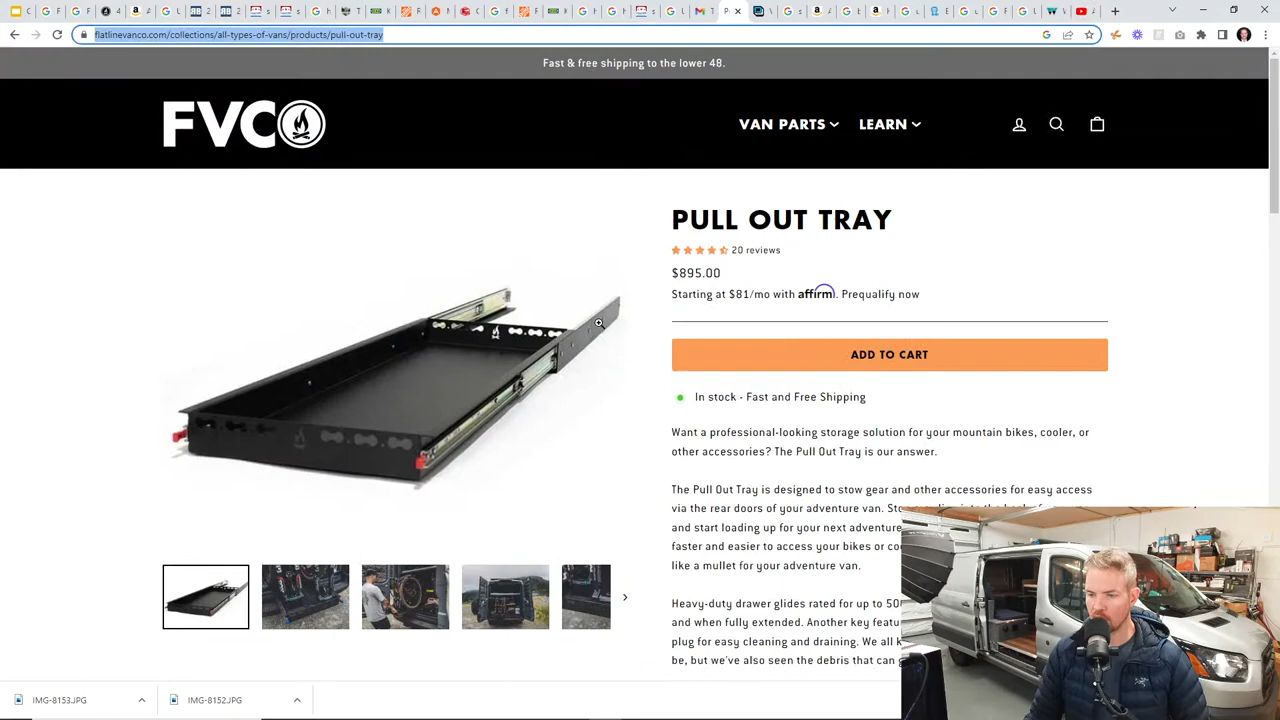 flatlinevanco.com/collections/all-types-of-vans/products/pull-out-tray
Fast & free shipping to the lower 48.
FVCO
VAN PARTS
LEARN
PULL OUT TRAY
20 reviews
$895.00
Starting at $81/mo with affirm. Prequalify now
ADD TO CART
In stock - Fast and Free Shipping
Want a professional-looking storage solution for your mountain bikes, cooler, or
other accessories? The Pull Out Tray is our answer.
The Pull Out Tray is designed to stow gear and other accessories for easy access
via the rear doors of your adventure van.
and start loading up for your next adventure
faster and easier to access your bikes or
like a mullet for your adventure van.
Heavy-duty drawer glides rated for up to
and when fully extended. Another key
plug for easy cleaning and draining. We all
be, but we've also seen the debris that can
IMG-8153.JPG
IMG-8152.JPG